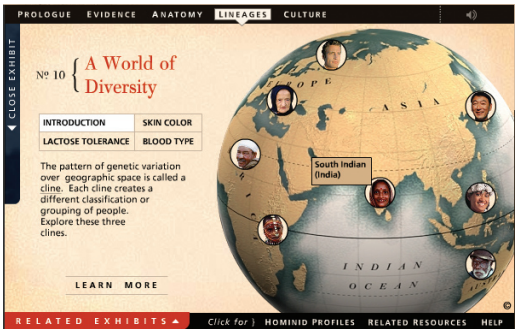 PROLOGUE EVIDENCE ANATOMY LINEAGES CULTURE
CLOSE EXHIBIT
Nº 10
A World of
Diversity
INTRODUCTION SKIN COLOR
LACTOSE TOLERANCE BLOOD TYPE
The pattern of genetic variation
over geographic space is called a
cline. Each cline creates a
different classification or
grouping of people.
Explore these three
clines.
LEARN MORE
EUROPE
ASIA
South Indian
(India)
INDIAN
OCEAN
©
RELATED EXHIBITS
Click for } HOMINID PROFILES RELATED RESOURCES HELP